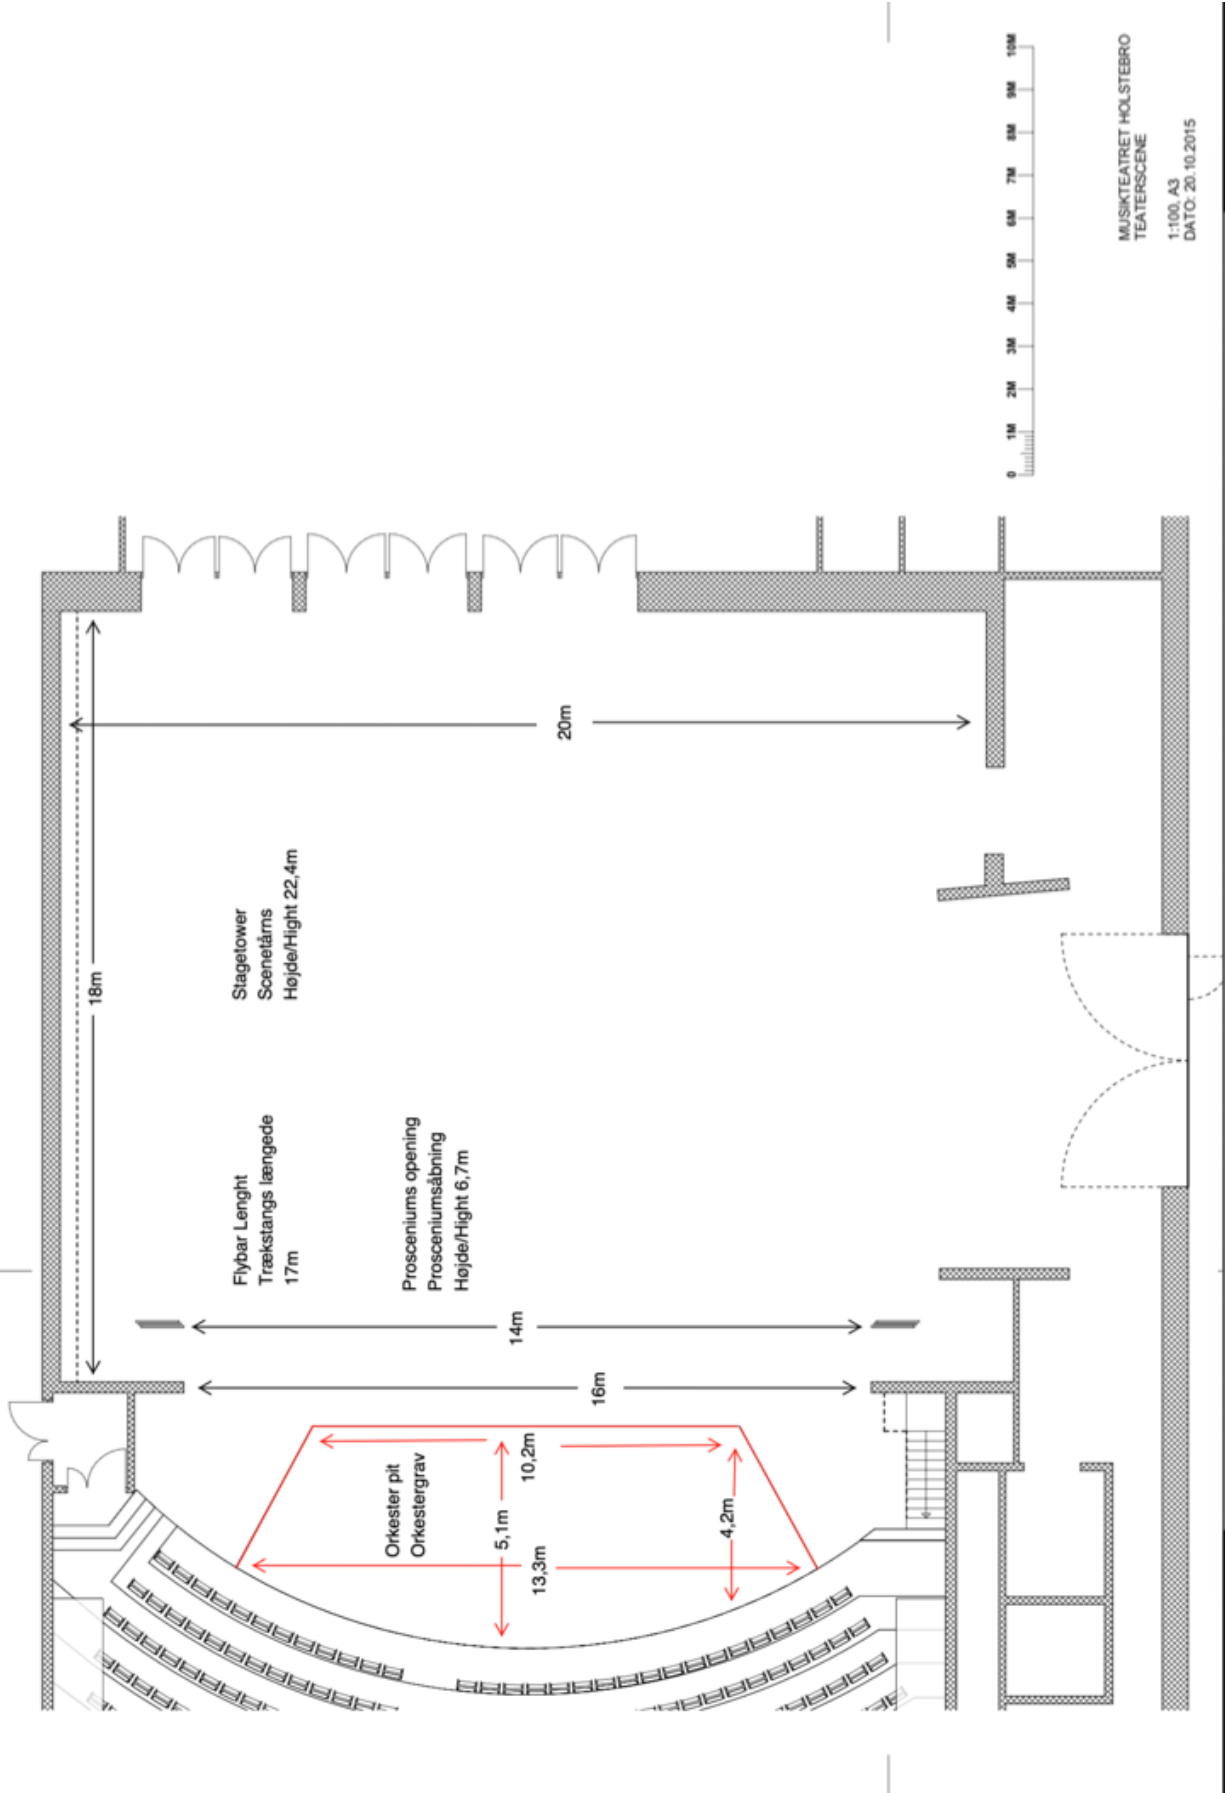 MUSIKTEATRET HOLSTEBRO
TEATERSCENE
1:100, A3
DATO: 20.10.2015
0
1M
2M
3M
4M
5M
6M
7M
8M
9M
10M
18m
20m
Stagetower
Scenetårns
Højde/Hight 22,4m
Flybar Lenght
Trækstangs længede
17m
Prosceniums opening
Prosceniumsåbning
Højde/Hight 6,7m
14m
16m
Orkester pit
Orkestergrav
10,2m
5,1m
4,2m
13,3m